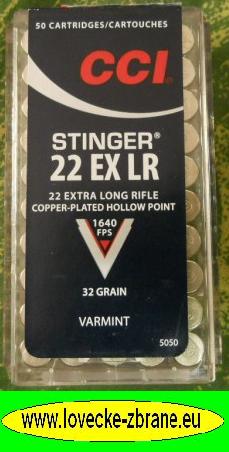 50 CARTRIDGES/CARTOUCHES
CCI
STINGER®
22 EX LR
22 EXTRA LONG RIFLE
COPPER-PLATED HOLLOW POINT
1640
FPS
32 GRAIN
VARMINT
5050
www.lovecke-zbrane.eu